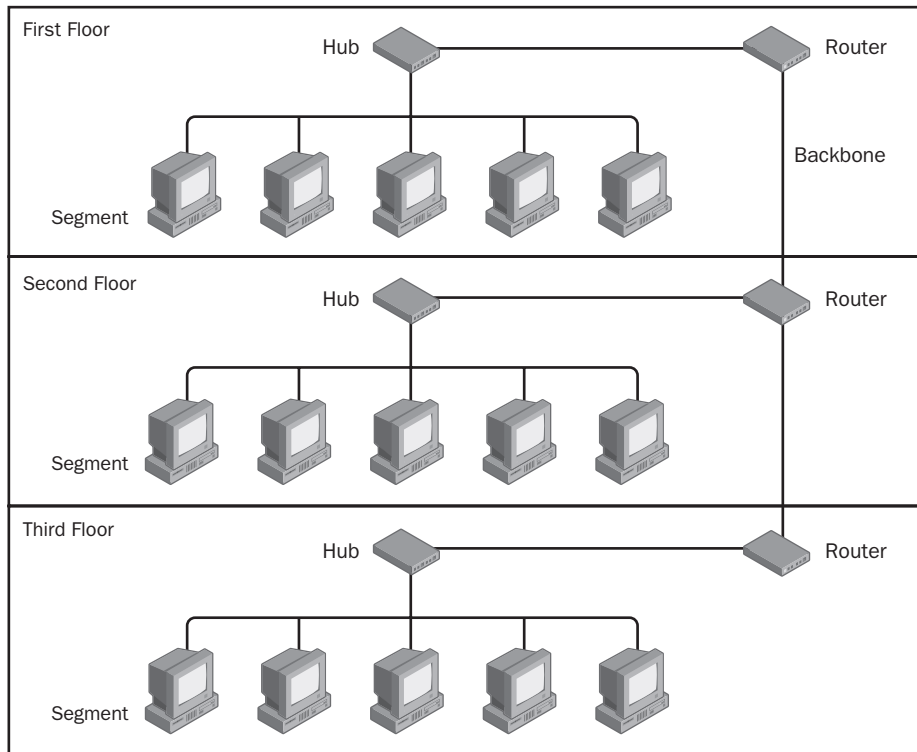 First Floor
Hub
Router
Backbone
Segment
Second Floor
Hub
Router
Segment
Third Floor
Hub
Router
Segment